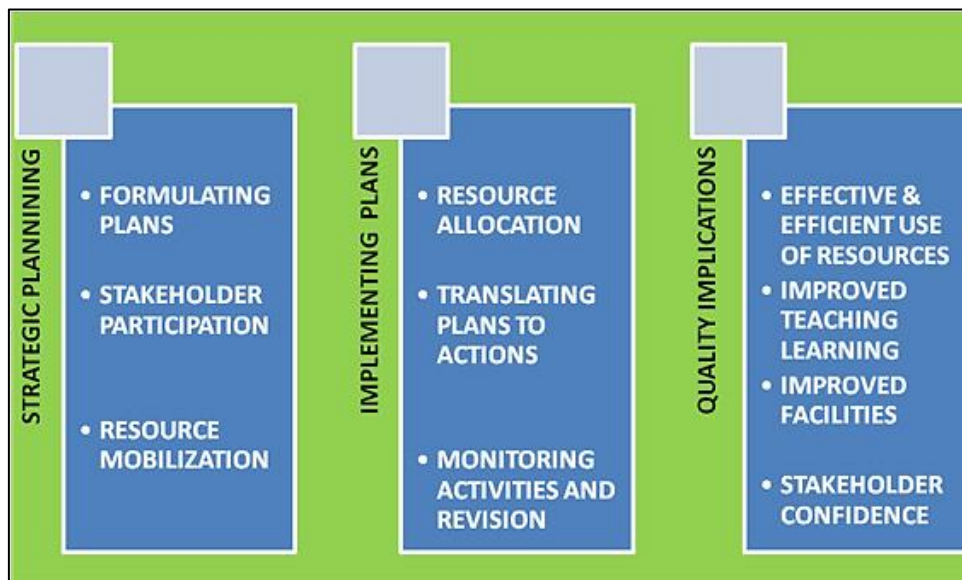 STRATEGIC PLANNINING
• FORMULATING
PLANS
• STAKEHOLDER
PARTICIPATION
• RESOURCE
MOBILIZATION
IMPLEMENTING PLANS
• RESOURCE
ALLOCATION
• TRANSLATING
PLANS TO
ACTIONS
• MONITORING
ACTIVITIES AND
REVISION
QUALITY IMPLICATIONS
• EFFECTIVE &
EFFICIENT USE
OF RESOURCES
• IMPROVED
TEACHING
LEARNING
• IMPROVED
FACILITIES
• STAKEHOLDER
CONFIDENCE